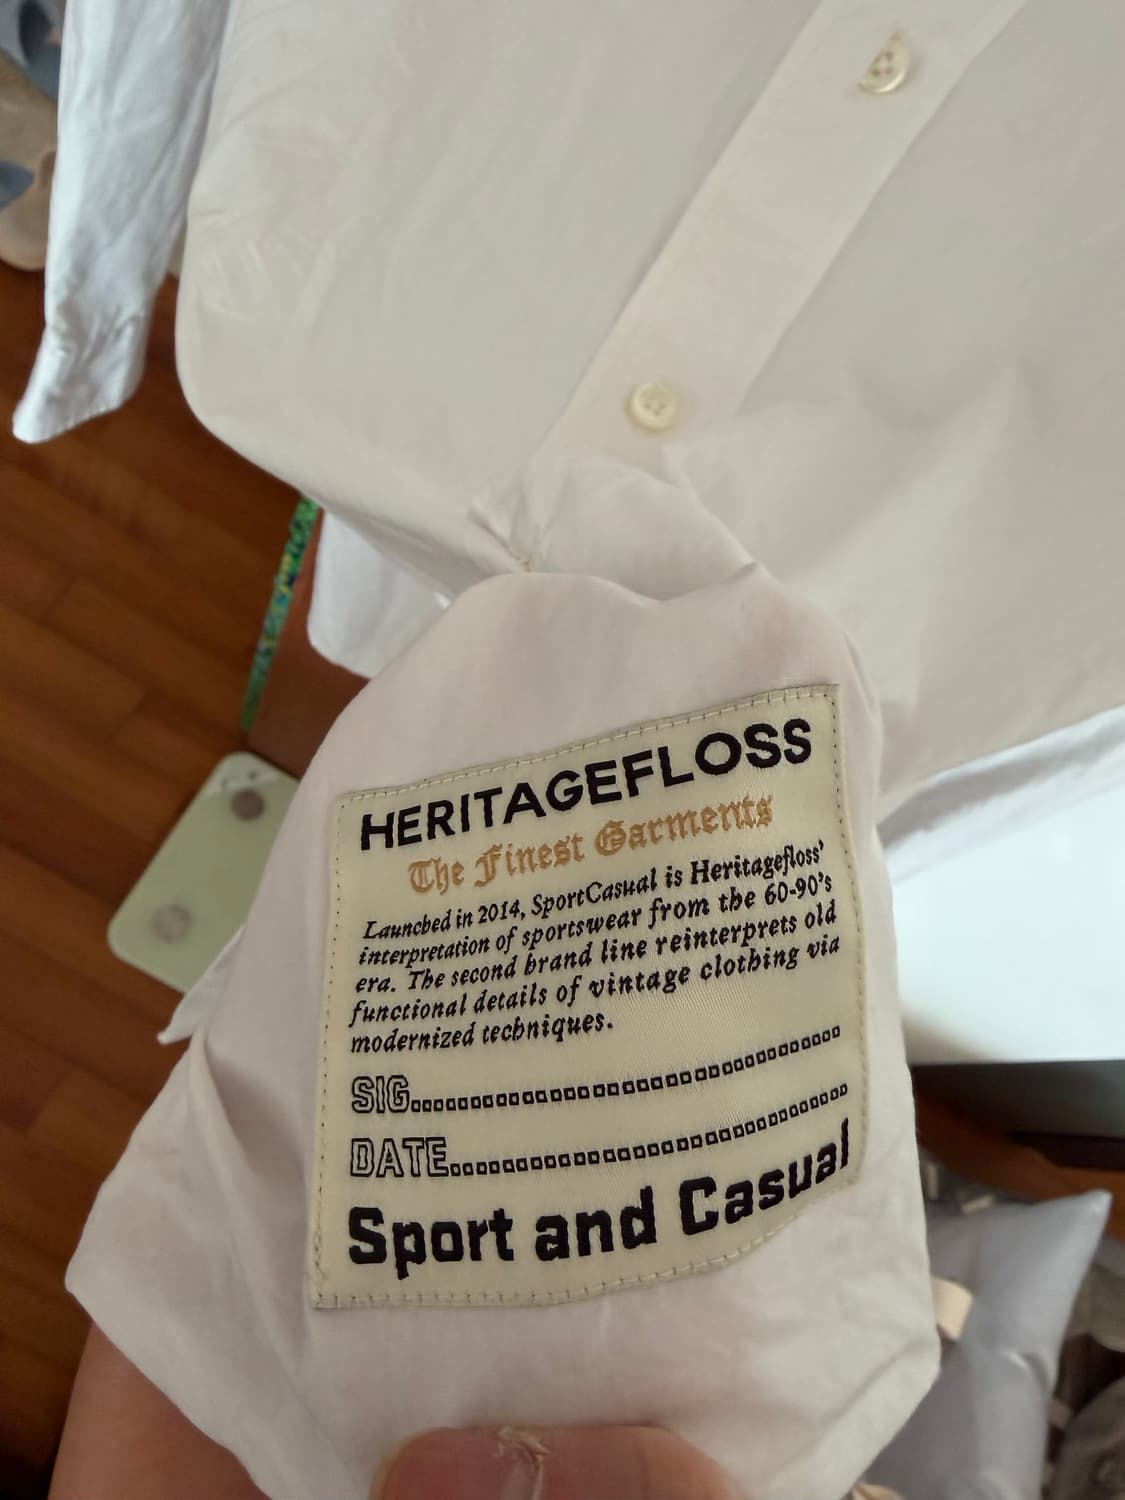 HERITAGEFLOSS
The Finest Garments
Launched in 2014, SportCasual is Heritagefloss'
interpretation of sportswear from the 60-90's
era. The second brand line reinterprets old
functional details of vintage clothing via
modernized techniques.
SIG
DATE
Sport and Casual